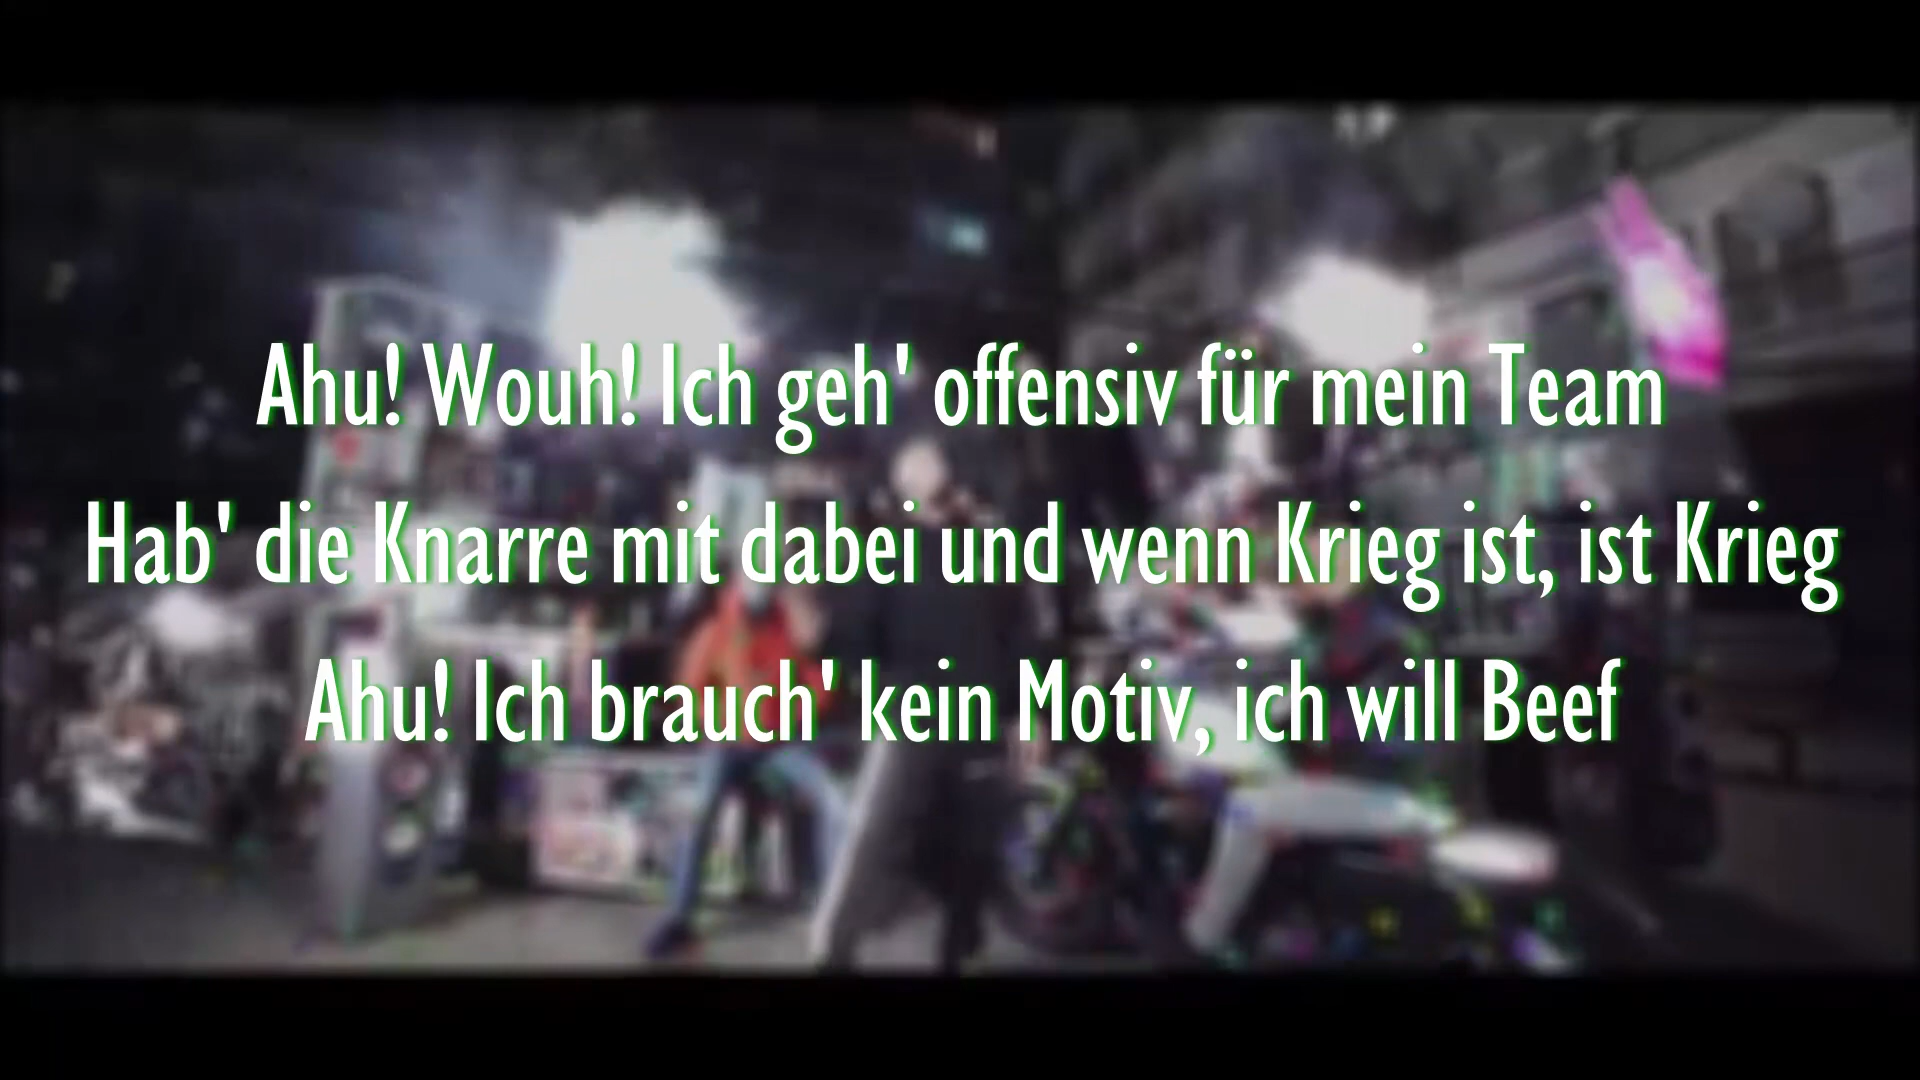 Ahu! Wouh! Ich geh' offensiv für mein Team
Hab' die Knarre mit dabei und wenn Krieg ist, ist Krieg
Ahu! Ich brauch' kein Motiv, ich will Beef